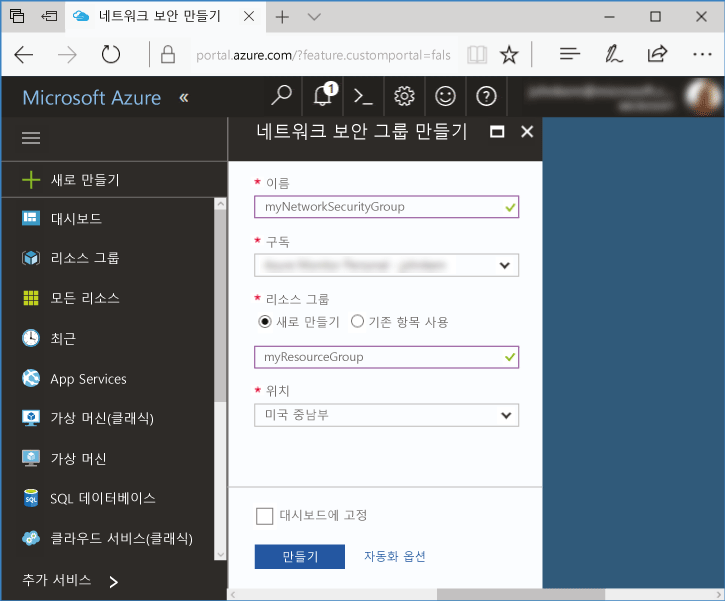 네트워크 보안 만들기
portal.azure.com/?feature.customportal=fals
Microsoft Azure «
1
네트워크 보안 그룹 만들기
새로 만들기
대시보드
리소스 그룹
모든 리소스
최근
App Services
가상 머신(클래식)
가상 머신
SQL 데이터베이스
클라우드 서비스(클래식)
추가 서비스
* 이름
myNetworkSecurityGroup
* 구독
* 리소스 그룹
새로 만들기 기존 항목 사용
myResourceGroup
* 위치
미국 중남부
대시보드에 고정
만들기 자동화 옵션